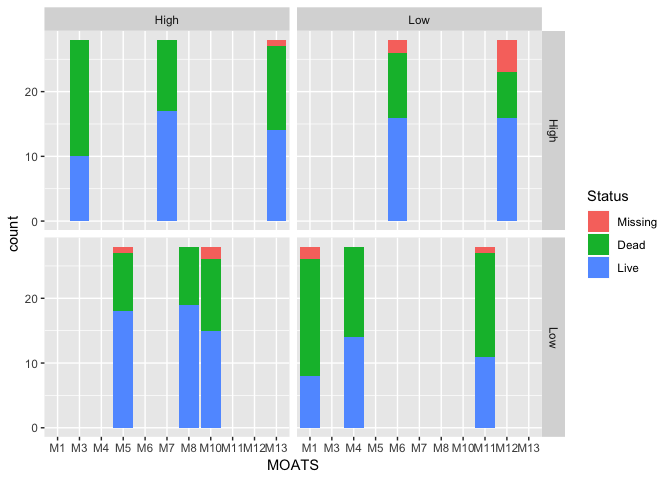 High Low
20
10
0
High
20
10
0
Low
count
M1 M3 M4 M5 M6 M7 M8 M10 M11 M12 M13 M1 M3 M4 M5 M6 M7 M8 M10 M11 M12 M13
MOATS
Status
Missing
Dead
Live